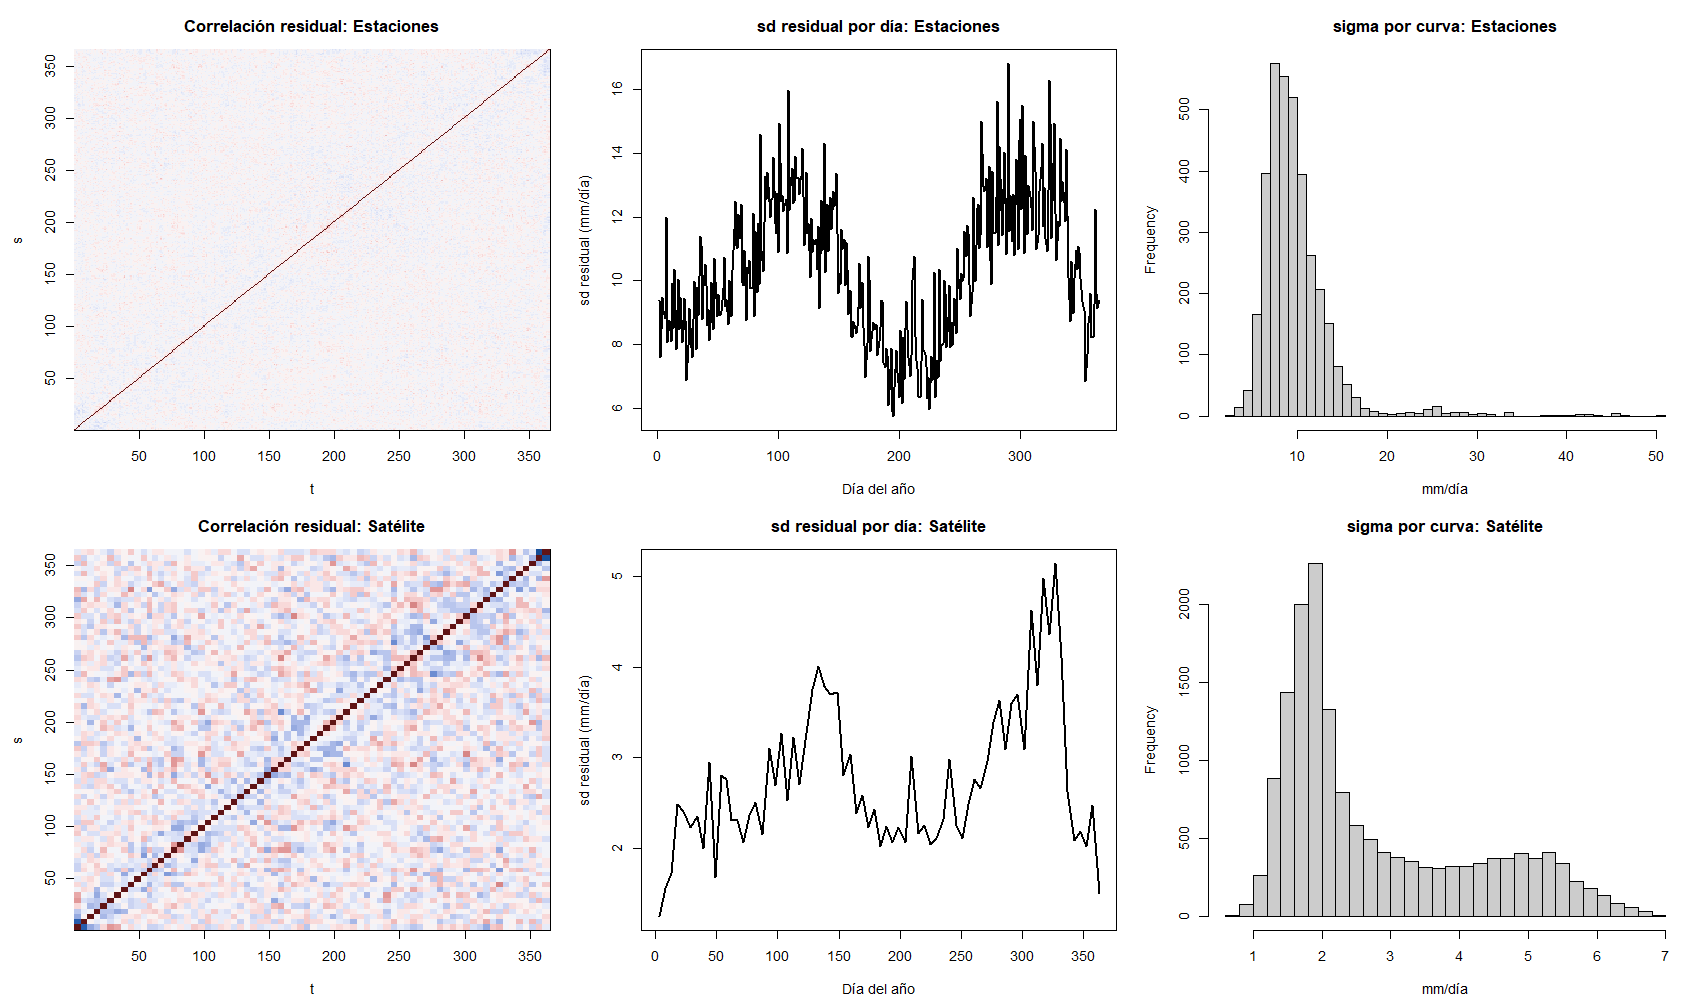 Correlación residual: Estaciones
350
300
250
200
150
100
50
s
50 100 150 200 250 300 350
t
sd residual por día: Estaciones
16
14
12
10
8
6
sd residual (mm/día)
0 100 200 300
Día del año
sigma por curva: Estaciones
500
400
300
200
100
0
Frequency
10 20 30 40 50
mm/día
Correlación residual: Satélite
350
300
250
200
150
100
50
s
50 100 150 200 250 300 350
t
sd residual por día: Satélite
5
4
3
2
sd residual (mm/día)
0 50 100 150 200 250 300 350
Día del año
sigma por curva: Satélite
2000
1500
1000
500
0
Frequency
1 2 3 4 5 6 7
mm/día